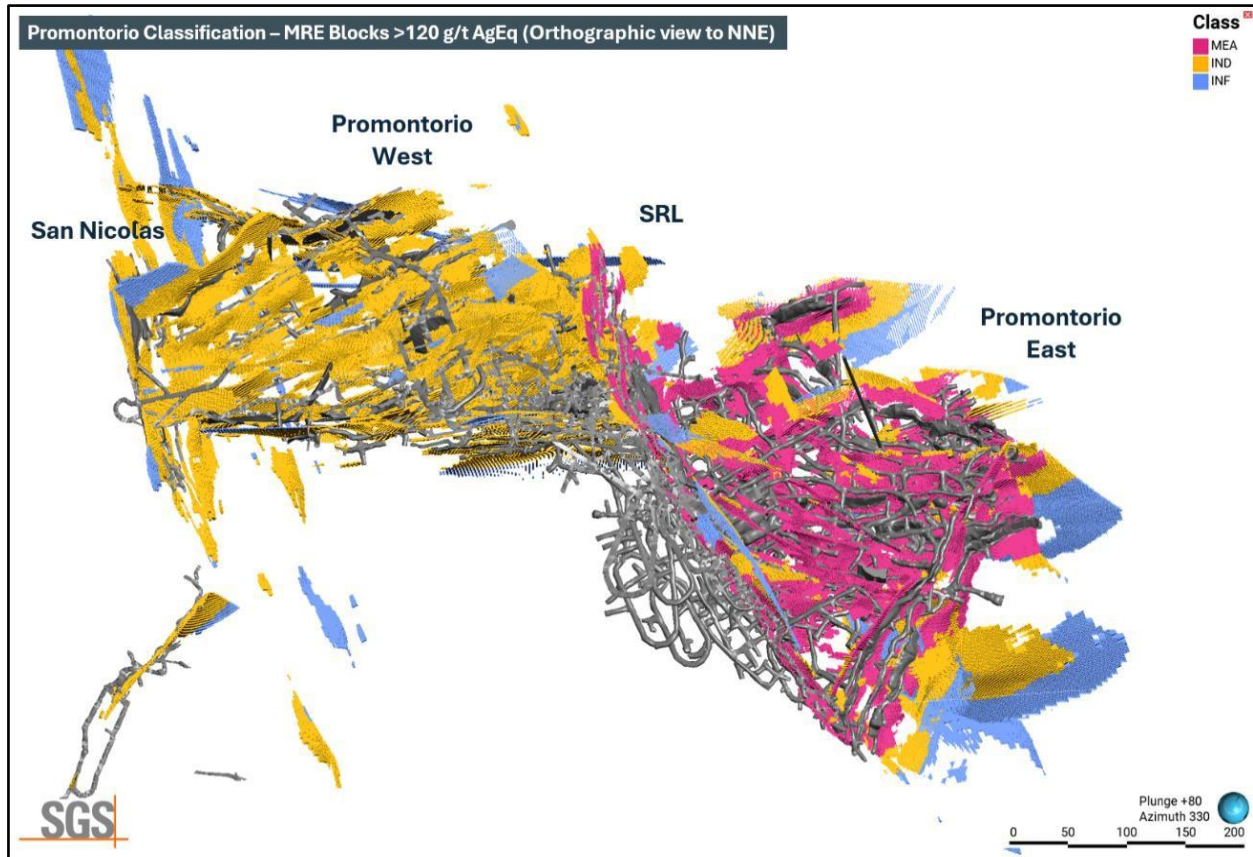 Promontorio Classification – MRE Blocks >120 g/t AgEq (Orthographic view to NNE)
Class
MEA
IND
INF
Promontorio
West
San Nicolas
SRL
Promontorio
East
SGS
Plunge +80
Azimuth 330
0 50 100 150 200